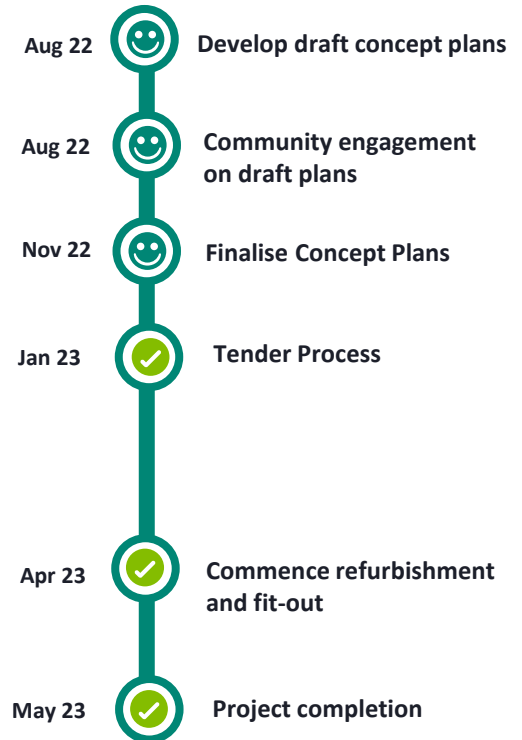 Aug 22 Develop draft concept plans
Aug 22 Community engagement
on draft plans
Nov 22 Finalise Concept Plans
Jan 23 Tender Process
Apr 23 Commence refurbishment
and fit-out
May 23 Project completion